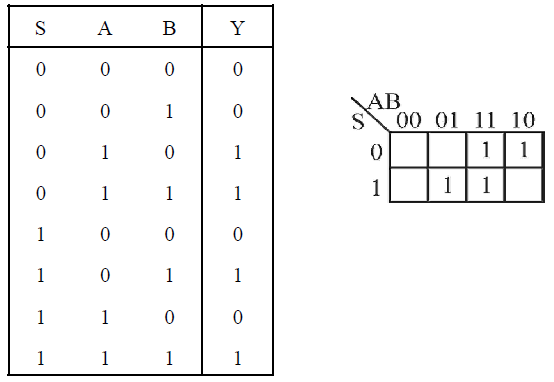 S A B Y
0 0 0 0
0 0 1 0
0 1 0 1
0 1 1 1
1 0 0 0
1 0 1 1
1 1 0 0
1 1 1 1
AB
S 00 01 11 10
0 1 1
1 1 1